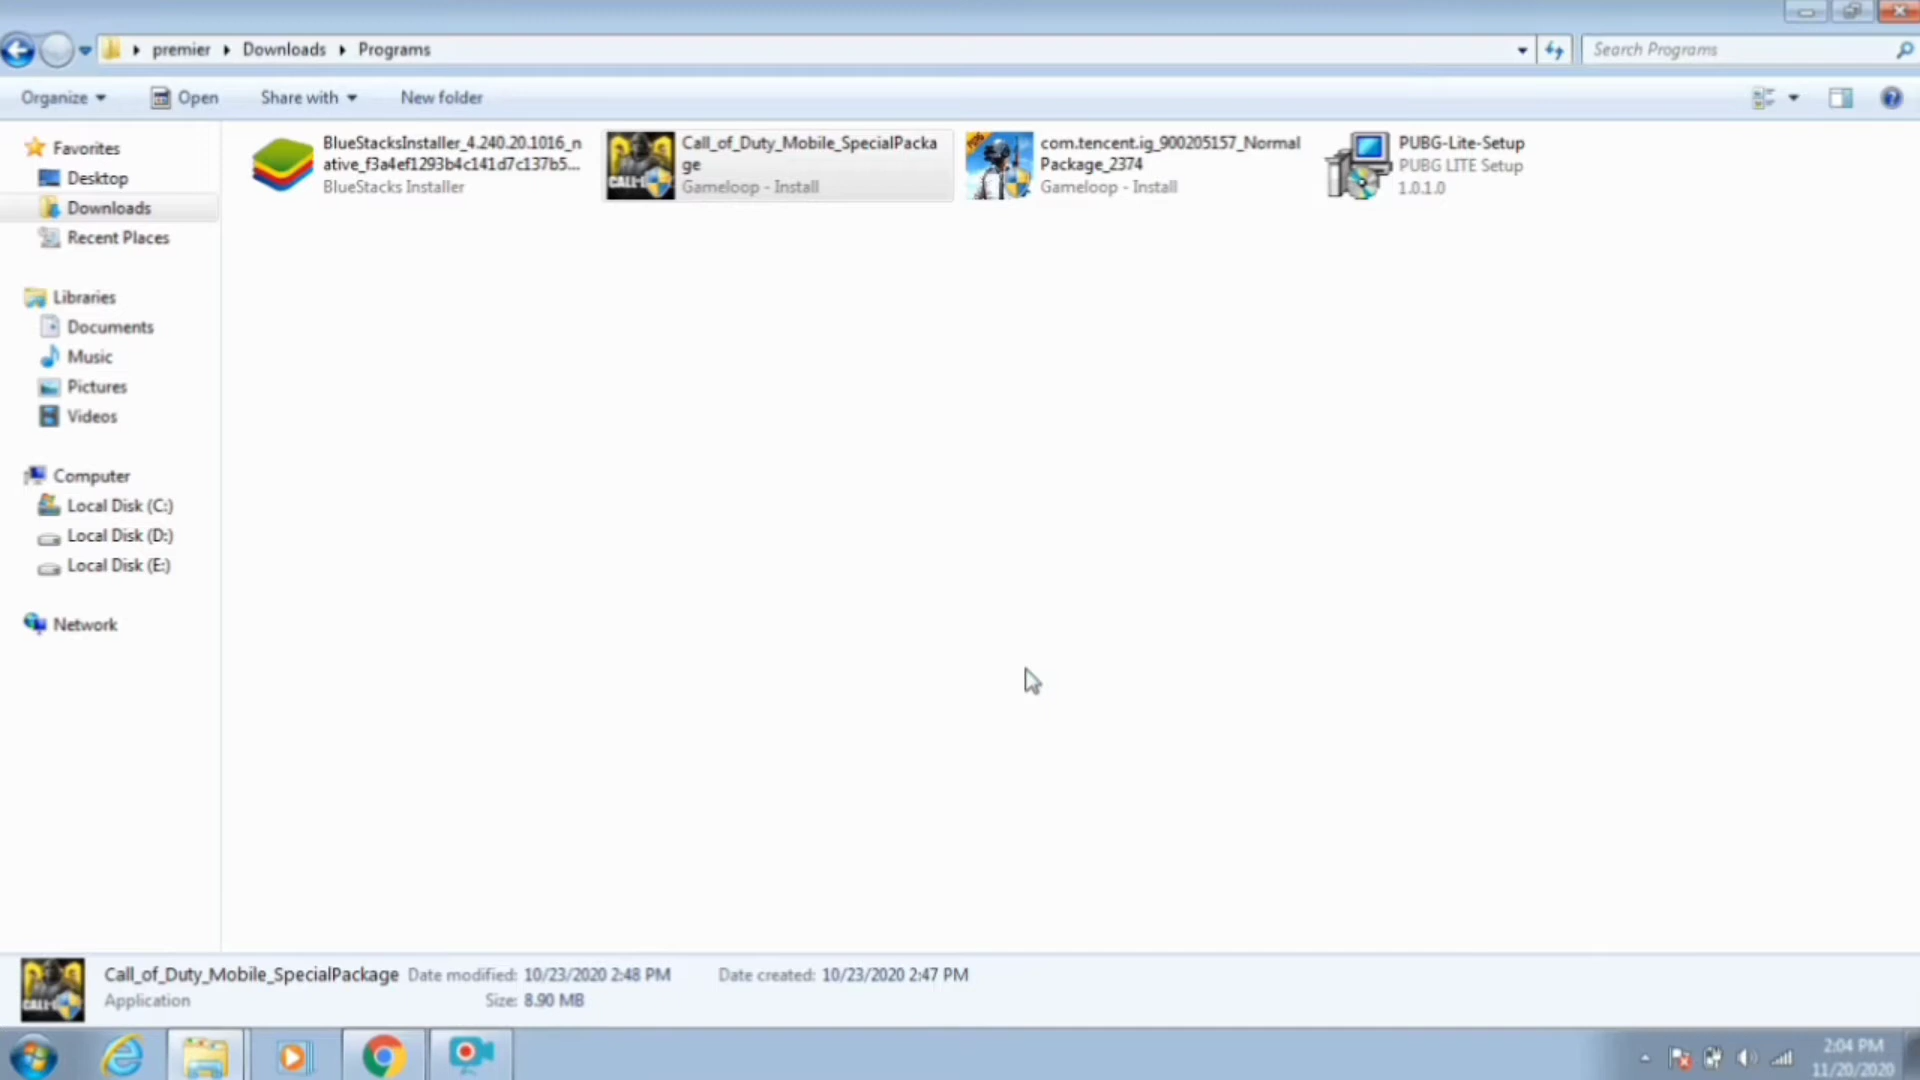 premier
Downloads
Programs
Search Programs
Organize
Open
Share with
New folder
Favorites
Desktop
Downloads
Recent Places
Libraries
Documents
Music
Pictures
Videos
Computer
Local Disk (C:)
Local Disk (D:)
Local Disk (E:)
Network
BlueStacksInstaller_4.240.20.1016_n
ative_f3a4ef1293b4c141d7c137b5...
BlueStacks Installer
Call_of_Duty_Mobile_SpecialPacka
ge
Gameloop - Install
com.tencent.ig_900205157_Normal
Package_2374
Gameloop - Install
PUBG-Lite-Setup
PUBG LITE Setup
1.0.1.0
Call_of_Duty_Mobile_SpecialPackage Date modified: 10/23/2020 2:48 PM Date created: 10/23/2020 2:47 PM
Application Size: 8.90 MB
2:04 PM
11/20/2020